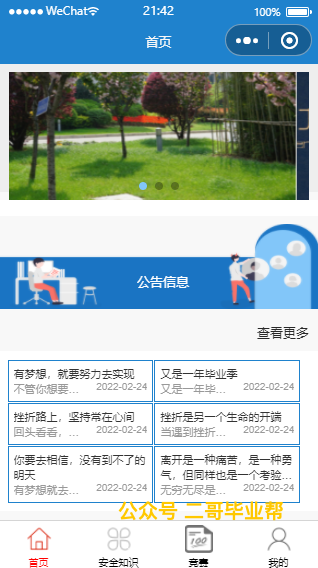 ●●●●● WeChat 21:42 100%
首页
公告信息
查看更多
有梦想，就要努力去实现
不管你想要... 2022-02-24
又是一年毕业季
又是一年毕... 2022-02-24
挫折路上，坚持常在心间
回头看看，... 2022-02-24
挫折是另一个生命的开端
当遇到挫折... 2022-02-24
你要去相信，没有到不了的
明天
有梦想就去... 2022-02-24
离开是一种痛苦，是一种勇
气，但同样也是一个考验...
无穷无尽是... 2022-02-24
公众号 二哥毕业帮
首页 安全知识 竞赛 我的
100